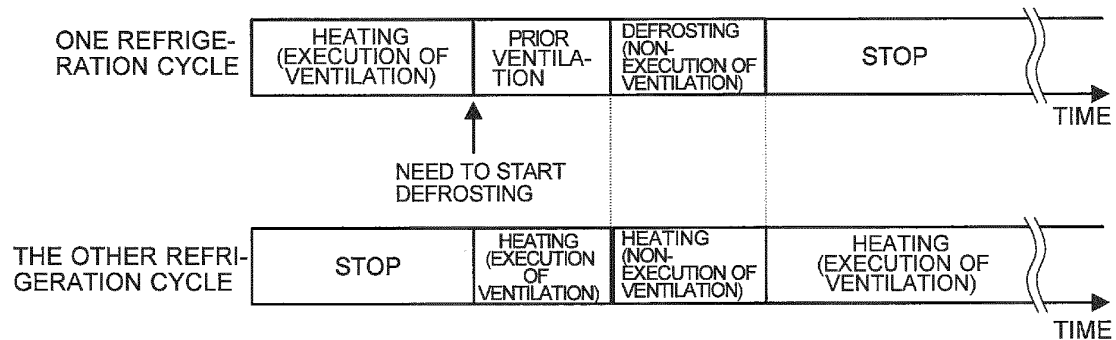 ONE REFRIGE-
RATION CYCLE
HEATING
(EXECUTION OF
VENTILATION)
PRIOR
VENTILA-
TION
DEFROSTING
(NON-
EXECUTION OF
VENTILATION)
STOP
TIME
NEED TO START
DEFROSTING
THE OTHER REFRI-
GERATION CYCLE
STOP
HEATING
(EXECUTION
OF
VENTILATION)
HEATING
(NON-
EXECUTION OF
VENTILATION)
HEATING
(EXECUTION OF
VENTILATION)
TIME